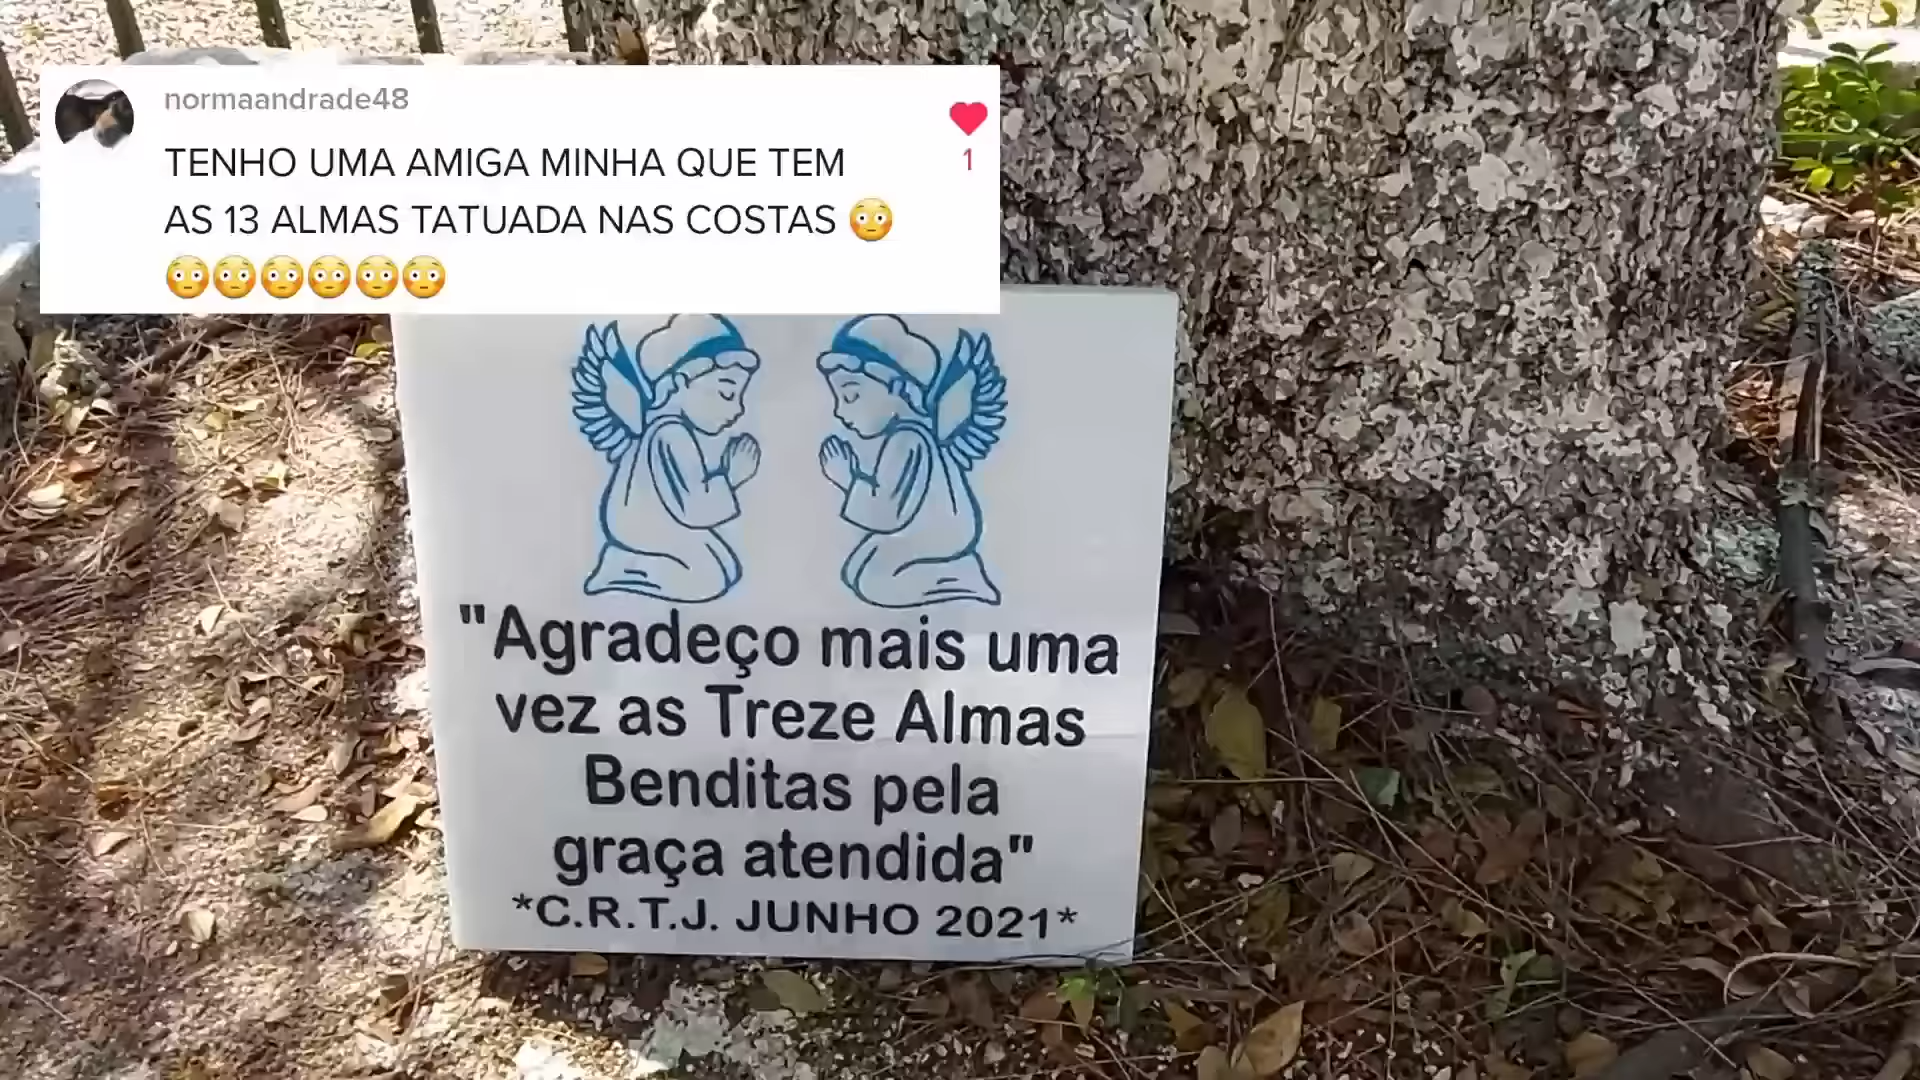 normaandrade48
TENHO UMA AMIGA MINHA QUE TEM
AS 13 ALMAS TATUADA NAS COSTAS 😳
😳😳😳😳😳😳
1
"Agradeço mais uma
vez as Treze Almas
Benditas pela
graça atendida"
*C.R.T.J. JUNHO 2021*